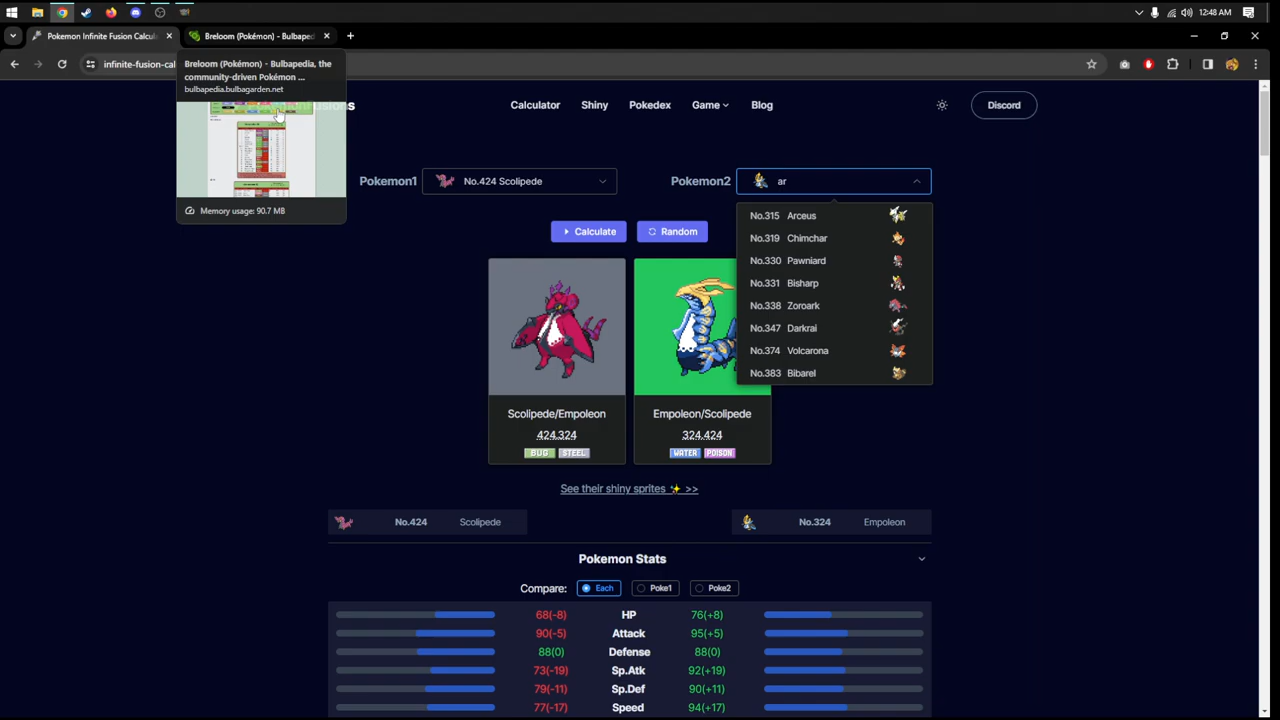 12:48 AM
Pokemon Infinite Fusion Calcu
Breloom (Pokémon) - Bulbaped
infinite-fusion-cal
Breloom (Pokémon) - Bulbapedia, the
community-driven Pokémon ...
bulbapedia.bulbagarden.net
Memory usage: 90.7 MB
Calculator Shiny Pokedex Game Blog Discord
Pokemon1 No.424 Scolipede Pokemon2 ar
Calculate Random
No.315 Arceus
No.319 Chimchar
No.330 Pawniard
No.331 Bisharp
No.338 Zoroark
No.347 Darkrai
No.374 Volcarona
No.383 Bibarel
Scolipede/Empoleon Empoleon/Scolipede
424.324 324.424
BUG STEEL WATER POISON
See their shiny sprites ✨ >>
No.424 Scolipede No.324 Empoleon
Pokemon Stats
Compare: Each Poke1 Poke2
68(-8) HP 76(+8)
90(-5) Attack 95(+5)
88(0) Defense 88(0)
73(-19) Sp.Atk 92(+19)
79(-11) Sp.Def 90(+11)
77(-17) Speed 94(+17)